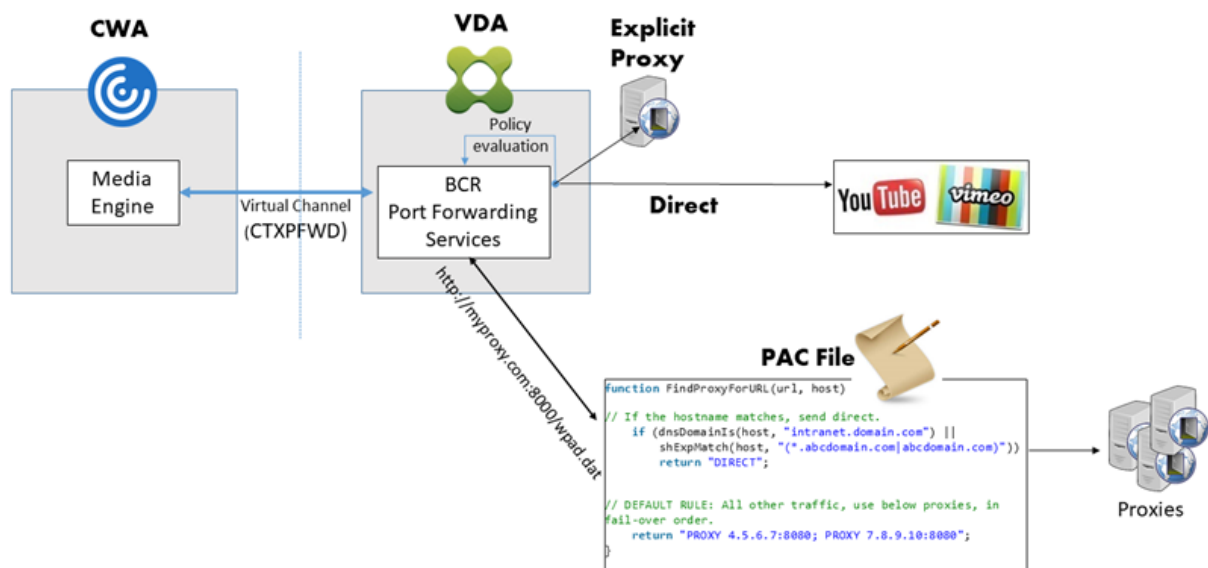 CWA
VDA
Explicit
Proxy
Policy
evaluation
Media
Engine
Virtual Channel
(CTXPFWD)
BCR
Port Forwarding
Services
Direct
You Tube
vimeo
http://myproxy.com:8000/wpad.dat
PAC File
function FindProxyForURL(url, host)
// If the hostname matches, send direct.
if (dnsDomainIs(host, "intranet.domain.com") ||
shExpMatch(host, "(*.abcdomain.com|abcdomain.com)"))
return "DIRECT";
// DEFAULT RULE: All other traffic, use below proxies, in
fail-over order.
return "PROXY 4.5.6.7:8080; PROXY 7.8.9.10:8080";
}
Proxies